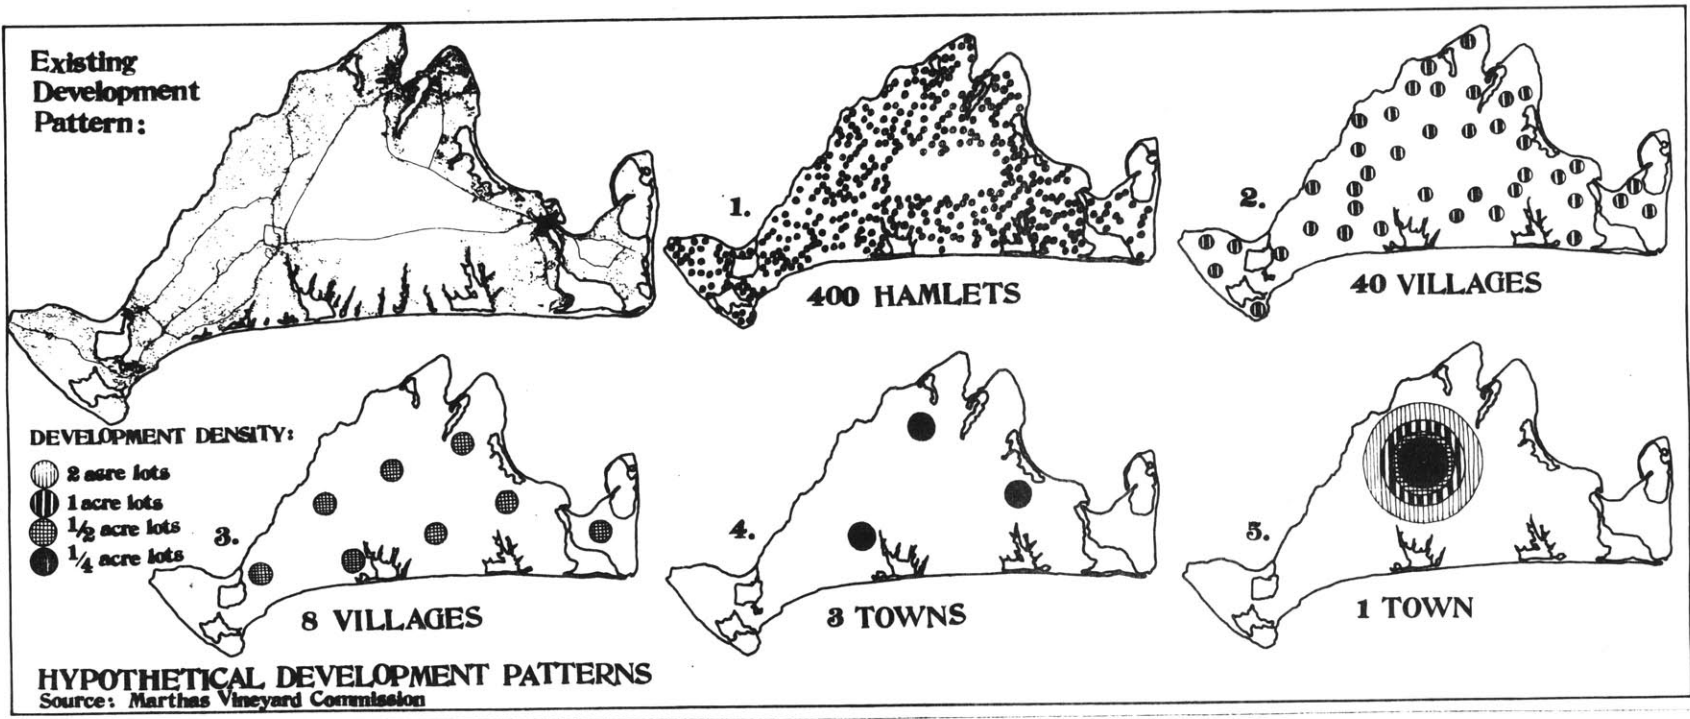 Existing
Development
Pattern:
1.
400 HAMLETS
2.
40 VILLAGES
DEVELOPMENT DENSITY:
2 acre lots
1 acre lots
1/2 acre lots
1/4 acre lots
3.
8 VILLAGES
4.
3 TOWNS
5.
1 TOWN
HYPOTHETICAL DEVELOPMENT PATTERNS
Source: Marthas Vineyard Commission